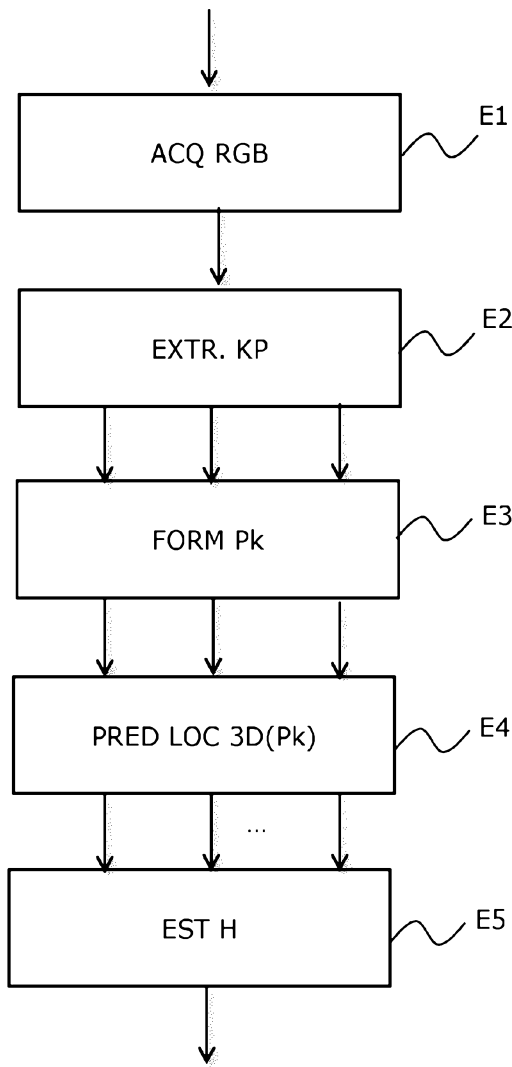 ACQ RGB
E1
EXTR. KP
E2
FORM Pk
E3
PRED LOC 3D(Pk)
E4
...
EST H
E5